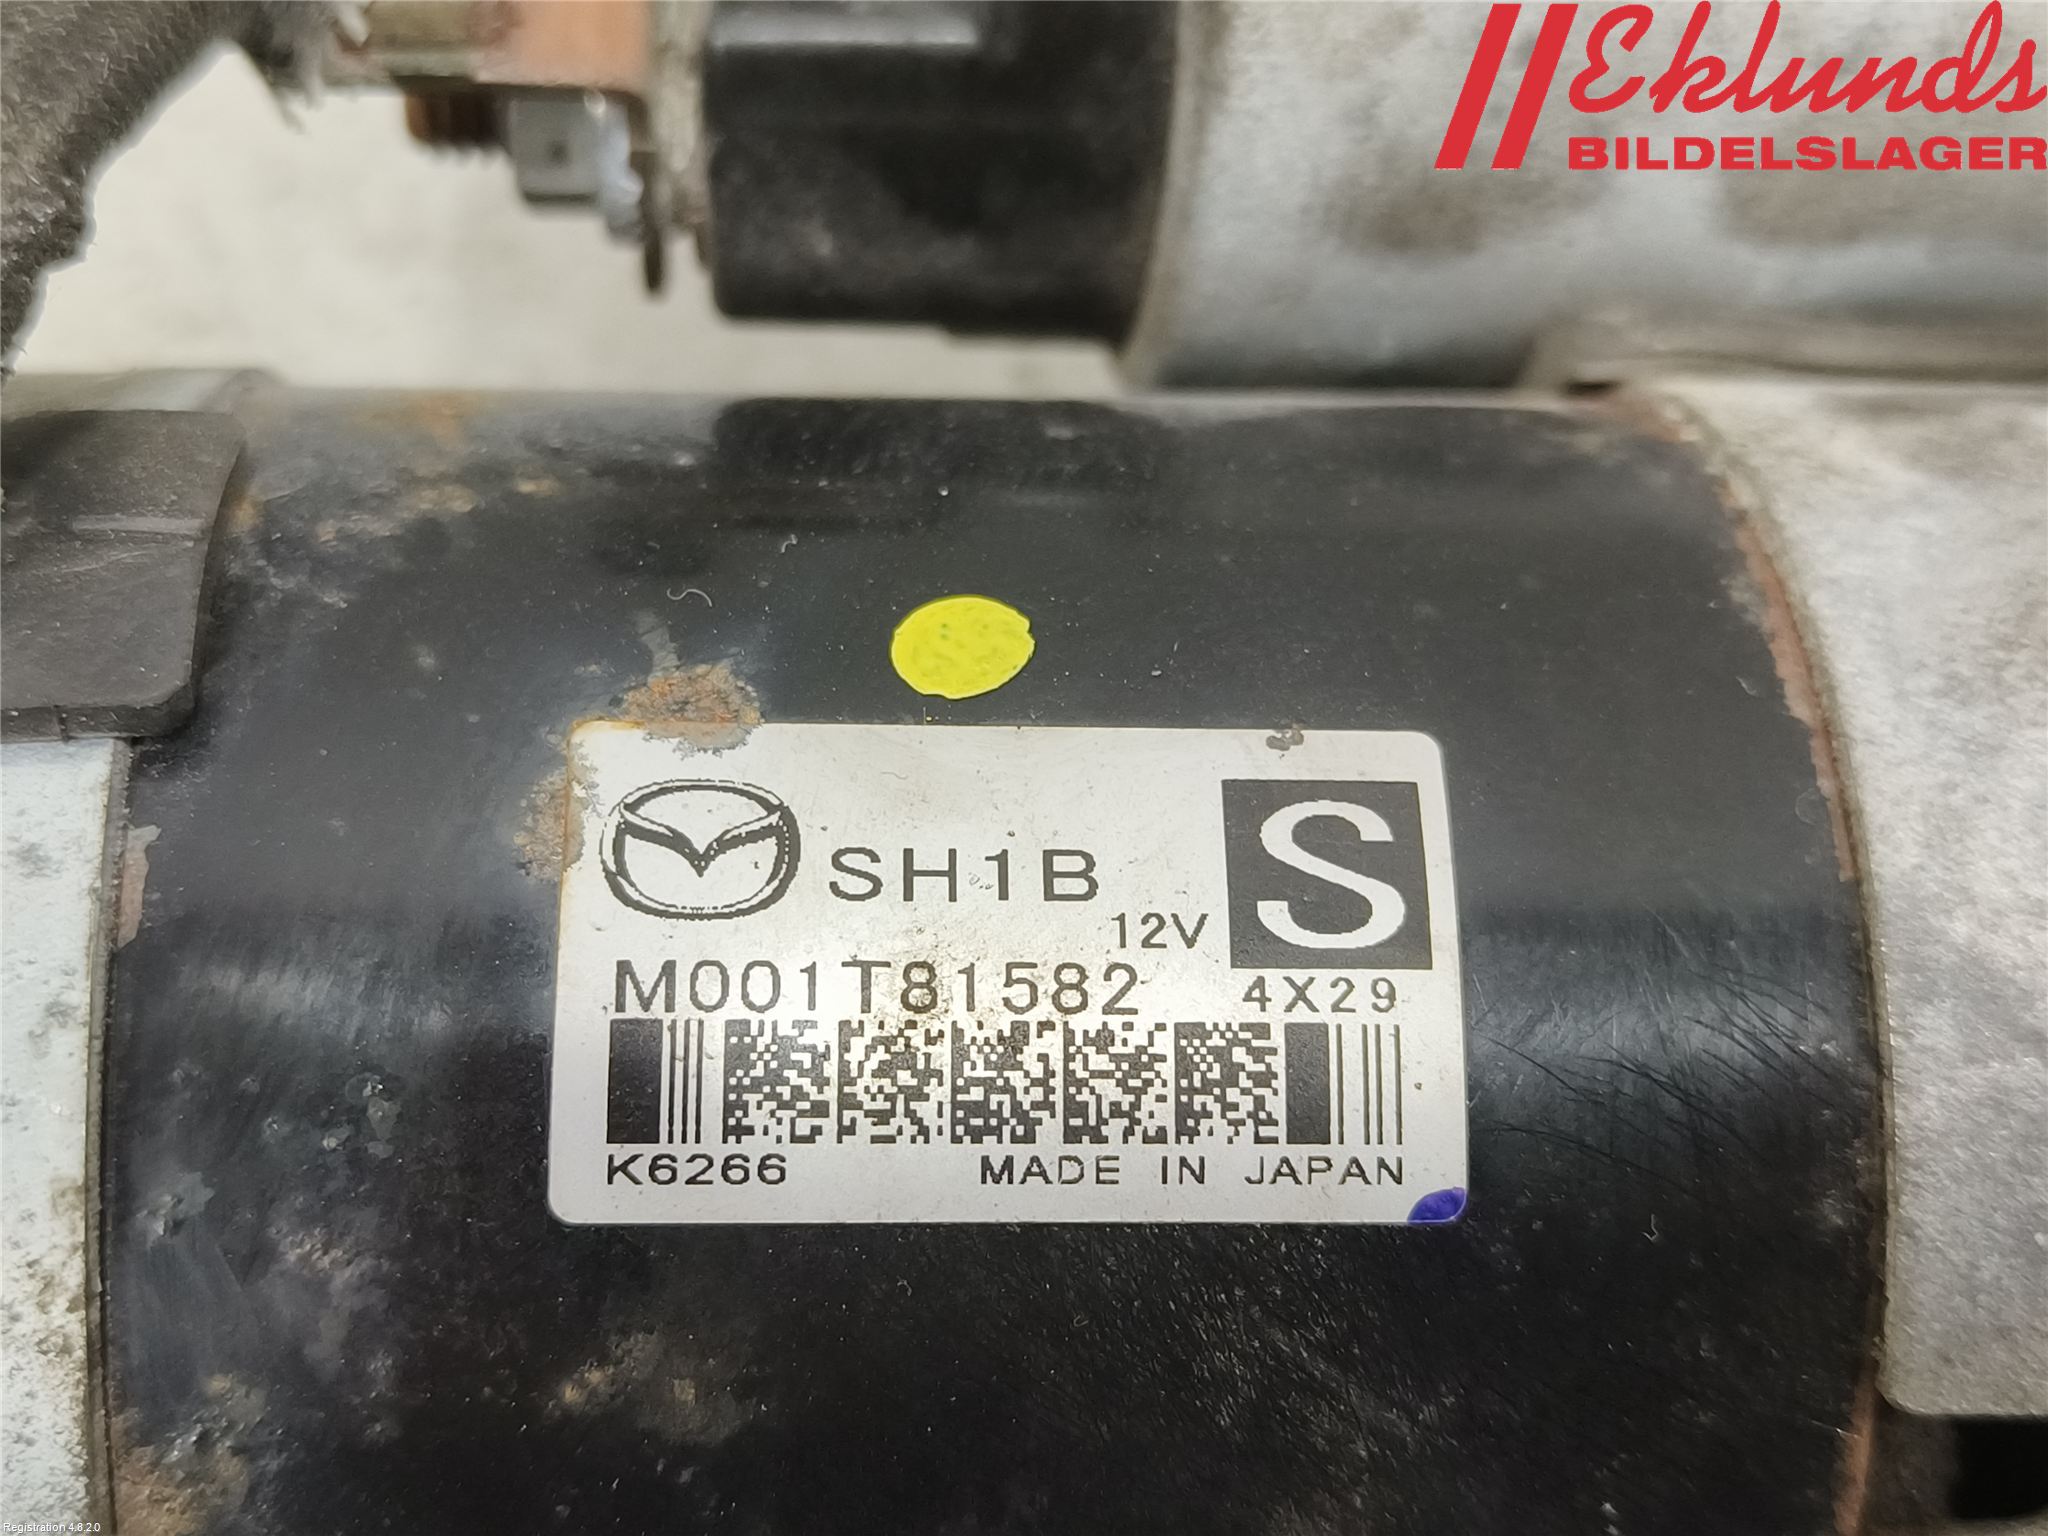 Eklunds
BILDELSLAGER
SH1B
S
12V
M001T81582
4X29
K6266
MADE IN JAPAN
Registration 4.8.2.0